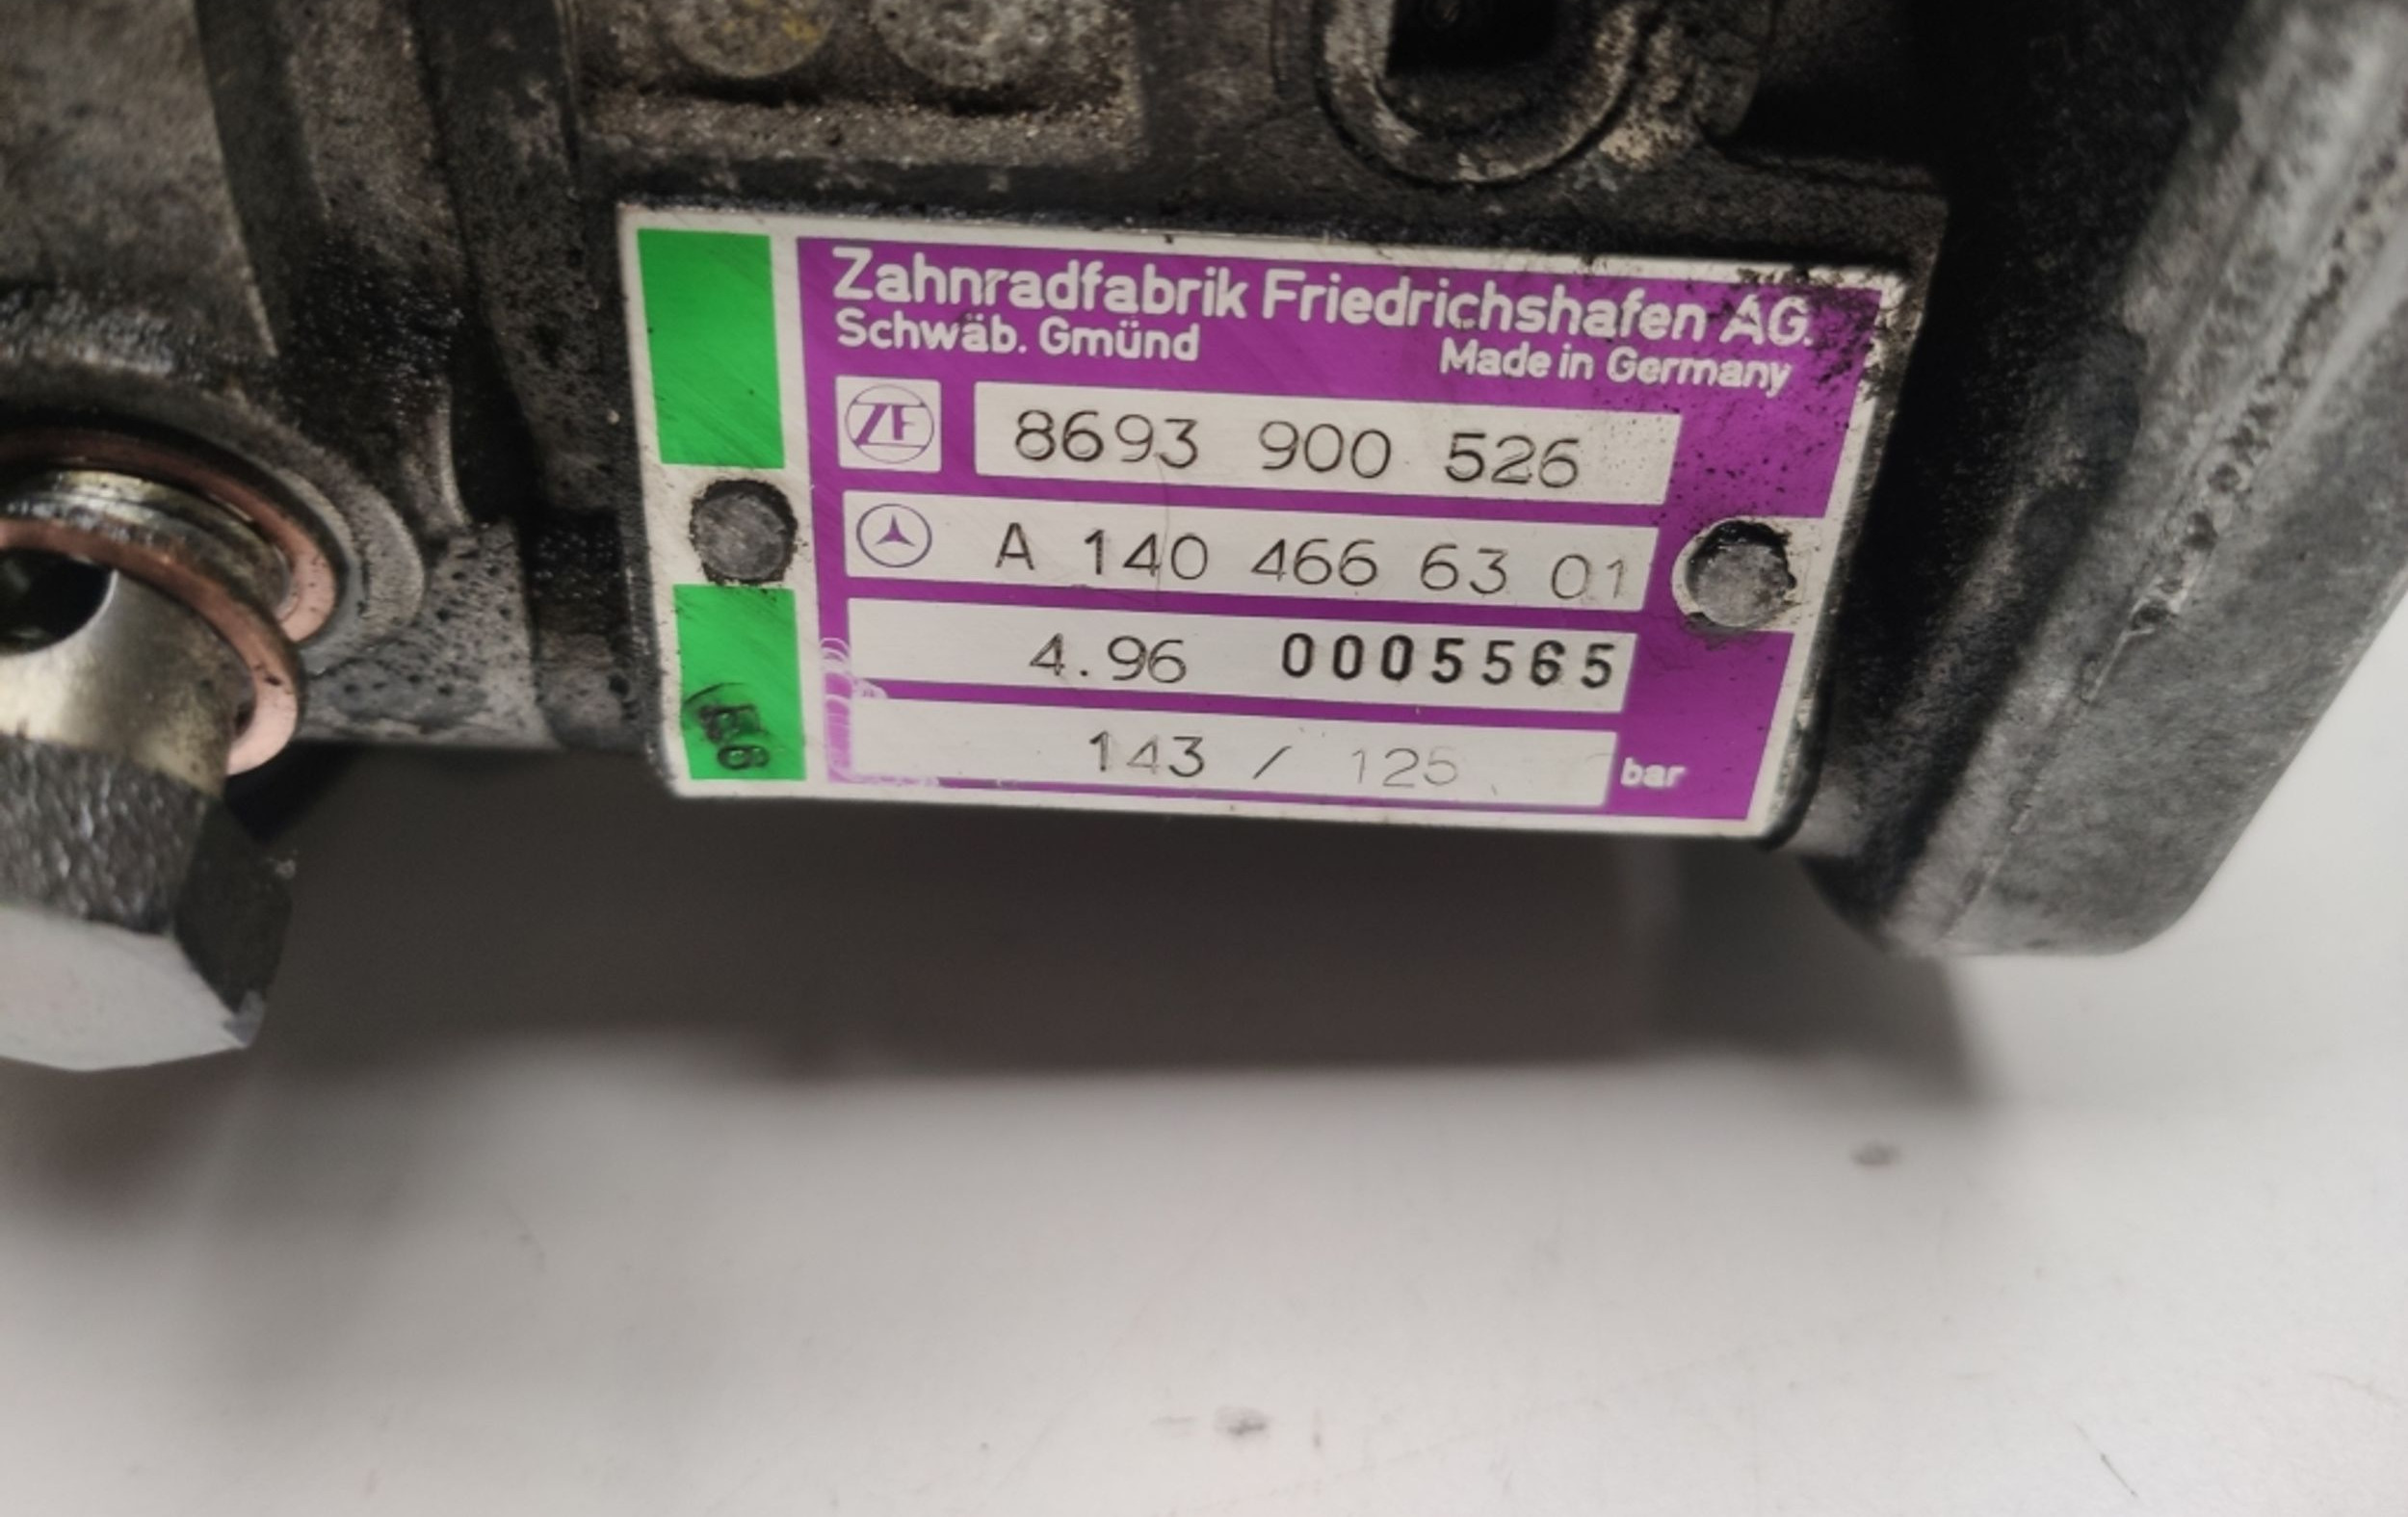 Zahnradfabrik Friedrichshafen AG.
Schwäb. Gmünd Made in Germany
ZF 8693 900 526
A 140 466 63 01
4.96 0005565
143 / 125 bar